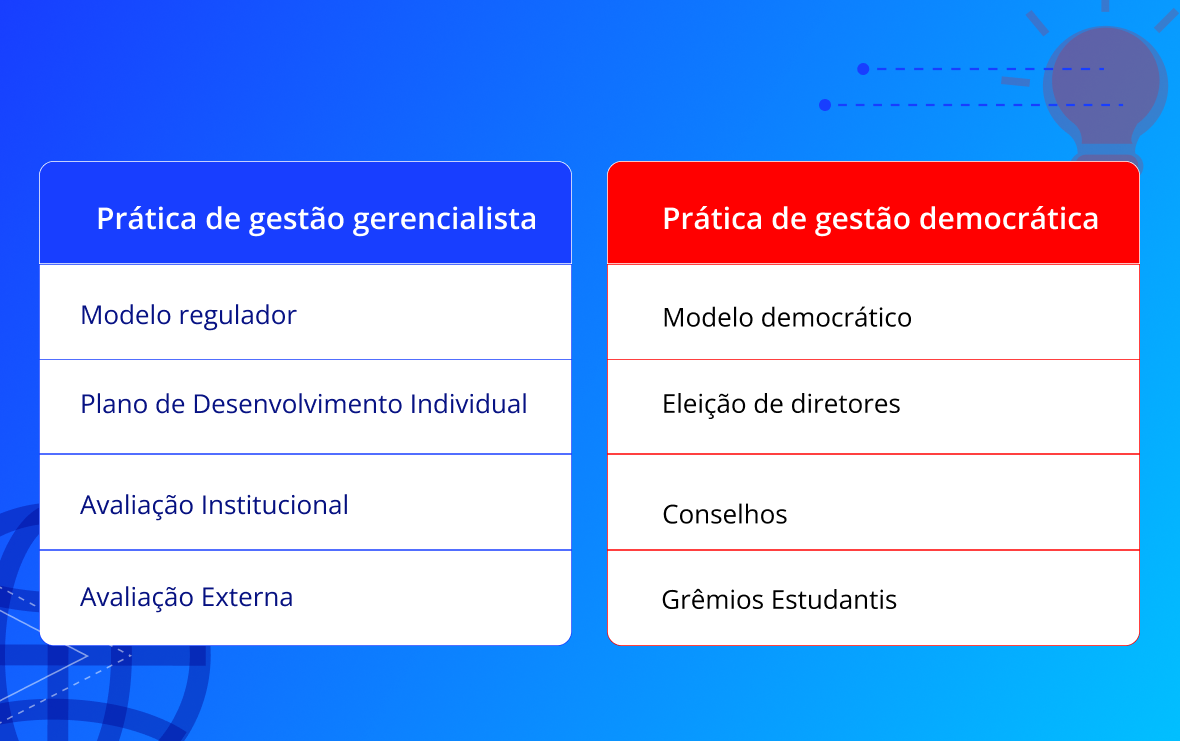 Prática de gestão gerencialista
Modelo regulador
Plano de Desenvolvimento Individual
Avaliação Institucional
Avaliação Externa
Prática de gestão democrática
Modelo democrático
Eleição de diretores
Conselhos
Grêmios Estudantis